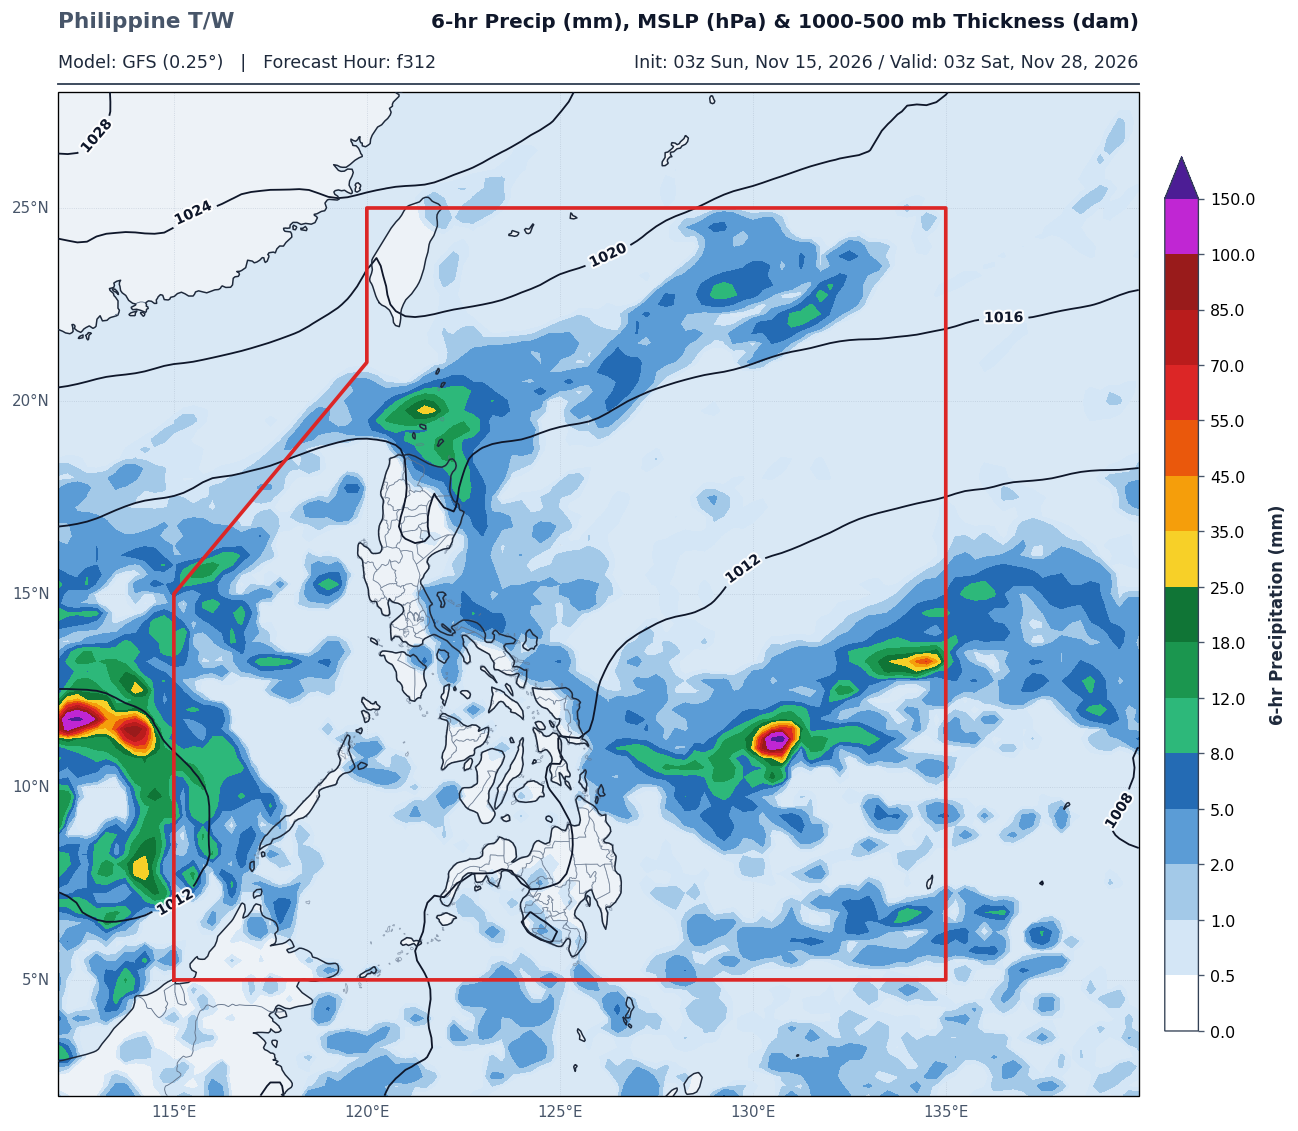 Philippine T/W
6-hr Precip (mm), MSLP (hPa) & 1000-500 mb Thickness (dam)
Model: GFS (0.25°) | Forecast Hour: f312
Init: 03z Sun, Nov 15, 2026 / Valid: 03z Sat, Nov 28, 2026
1028
1024
1020
1016
1012
1012
1008
25°N
20°N
15°N
10°N
5°N
115°E
120°E
125°E
130°E
135°E
150.0
100.0
85.0
70.0
55.0
45.0
35.0
25.0
18.0
12.0
8.0
5.0
2.0
1.0
0.5
0.0
6-hr Precipitation (mm)